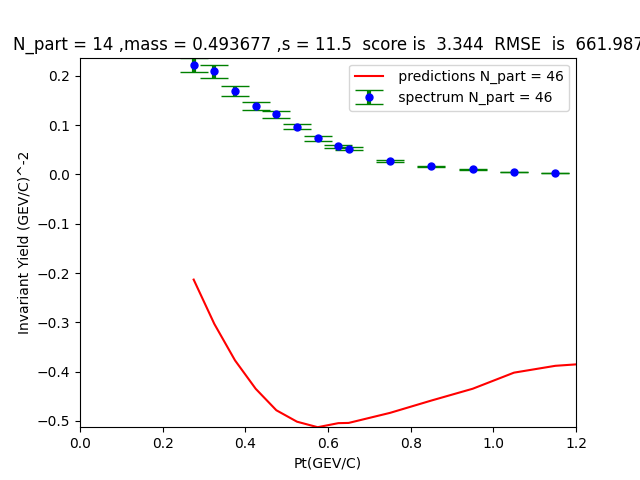 N_part = 14 ,mass = 0.493677 ,s = 11.5  score is  3.344  RMSE  is  661.987
predictions N_part = 46
spectrum N_part = 46
Invariant Yield (GEV/C)^-2
0.2
0.1
0.0
−0.1
−0.2
−0.3
−0.4
−0.5
0.0 0.2 0.4 0.6 0.8 1.0 1.2
Pt(GEV/C)